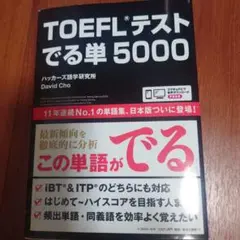 TOEFL®テスト
でる単5000
ハッカーズ語学研究所
David Cho
11年連続No.1の単語集、日本版ついに登場!
最新傾向を
徹底的に分析
この単語が
でる
iBT®&ITP®のどちらにも対応
はじめて~ハイスコアを目指す人
頻出単語・同義語を効率よく覚えたい